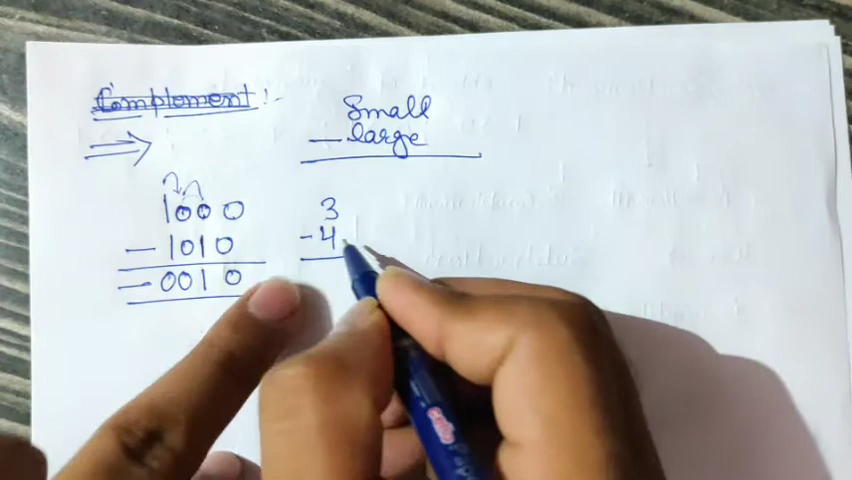 Complement :-
Small
- large
1000
- 1010
- 0010
3
- 4